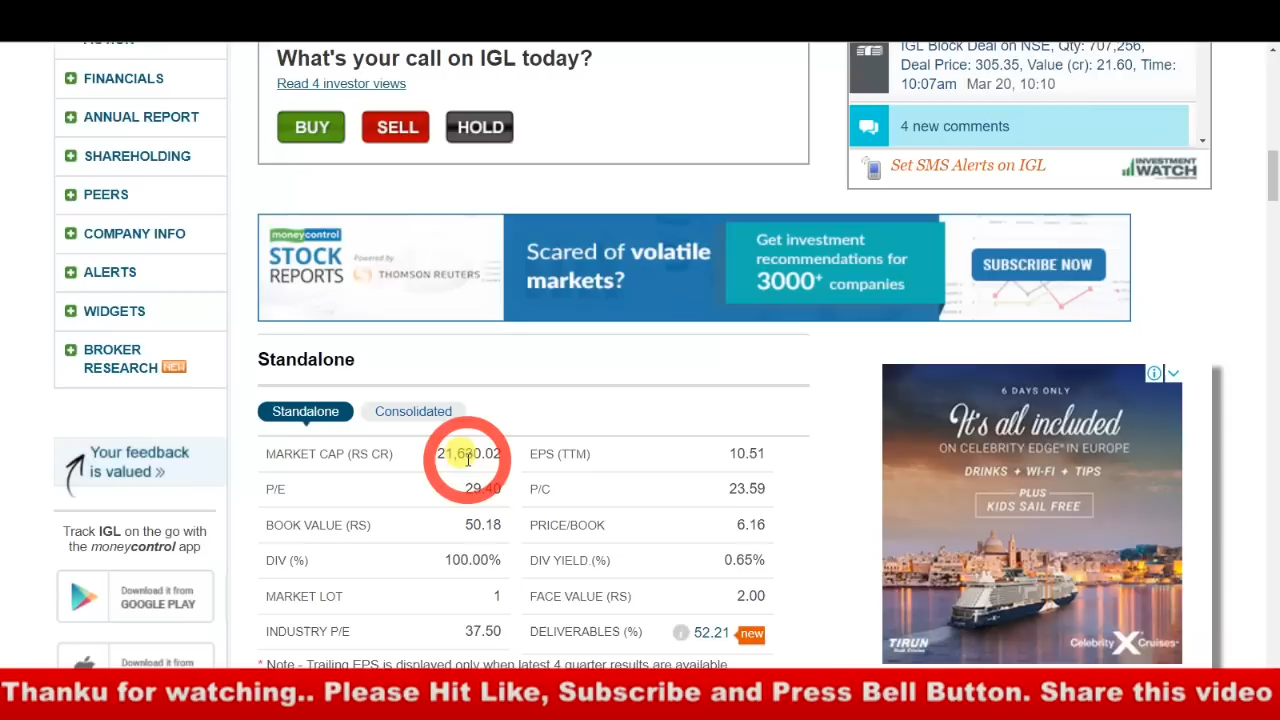 FINANCIALS
ANNUAL REPORT
SHAREHOLDING
PEERS
COMPANY INFO
ALERTS
WIDGETS
BROKER
RESEARCH NEW
Your feedback
is valued »
Track IGL on the go with
the moneycontrol app
Download it from
GOOGLE PLAY
Download it from
What's your call on IGL today?
Read 4 investor views
BUY SELL HOLD
IGL Block Deal on NSE, Qty: 707,256,
Deal Price: 305.35, Value (cr): 21.60, Time:
10:07am Mar 20, 10:10
4 new comments
Set SMS Alerts on IGL
INVESTMENT
WATCH
moneycontrol
STOCK
REPORTS
Powered by
THOMSON REUTERS
Scared of volatile
markets?
Get investment
recommendations for
3000+ companies
SUBSCRIBE NOW
Standalone
Standalone Consolidated
MARKET CAP (RS CR) 21,630.02 EPS (TTM) 10.51
P/E 29.40 P/C 23.59
BOOK VALUE (RS) 50.18 PRICE/BOOK 6.16
DIV (%) 100.00% DIV YIELD.(%) 0.65%
MARKET LOT 1 FACE VALUE (RS) 2.00
INDUSTRY P/E 37.50 DELIVERABLES (%) 52.21 new
* Note - Trailing EPS is displayed only when latest 4 quarter results are available
6 DAYS ONLY
It's all included
ON CELEBRITY EDGE® IN EUROPE
DRINKS + WI-FI + TIPS
PLUS
KIDS SAIL FREE
TIRUN
Celebrity X Cruises
Thanku for watching.. Please Hit Like, Subscribe and Press Bell Button. Share this video